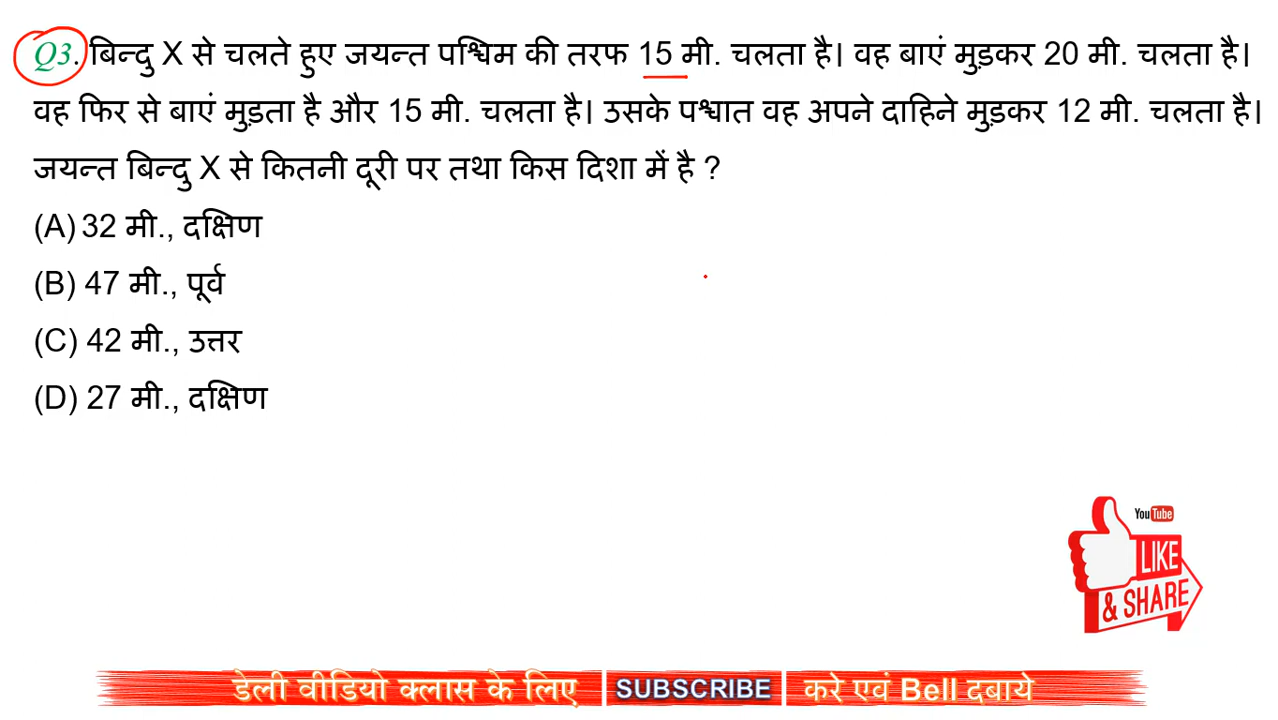 Q3. बिन्दु X से चलते हुए जयन्त पश्चिम की तरफ 15 मी. चलता है। वह बाएं मुड़कर 20 मी. चलता है।
वह फिर से बाएं मुड़ता है और 15 मी. चलता है। उसके पश्चात वह अपने दाहिने मुड़कर 12 मी. चलता है।
जयन्त बिन्दु X से कितनी दूरी पर तथा किस दिशा में है ?
(A) 32 मी., दक्षिण
(B) 47 मी., पूर्व
(C) 42 मी., उत्तर
(D) 27 मी., दक्षिण
YouTube
LIKE
& SHARE
डेली वीडियो क्लास के लिए SUBSCRIBE करे एवं Bell दबाये